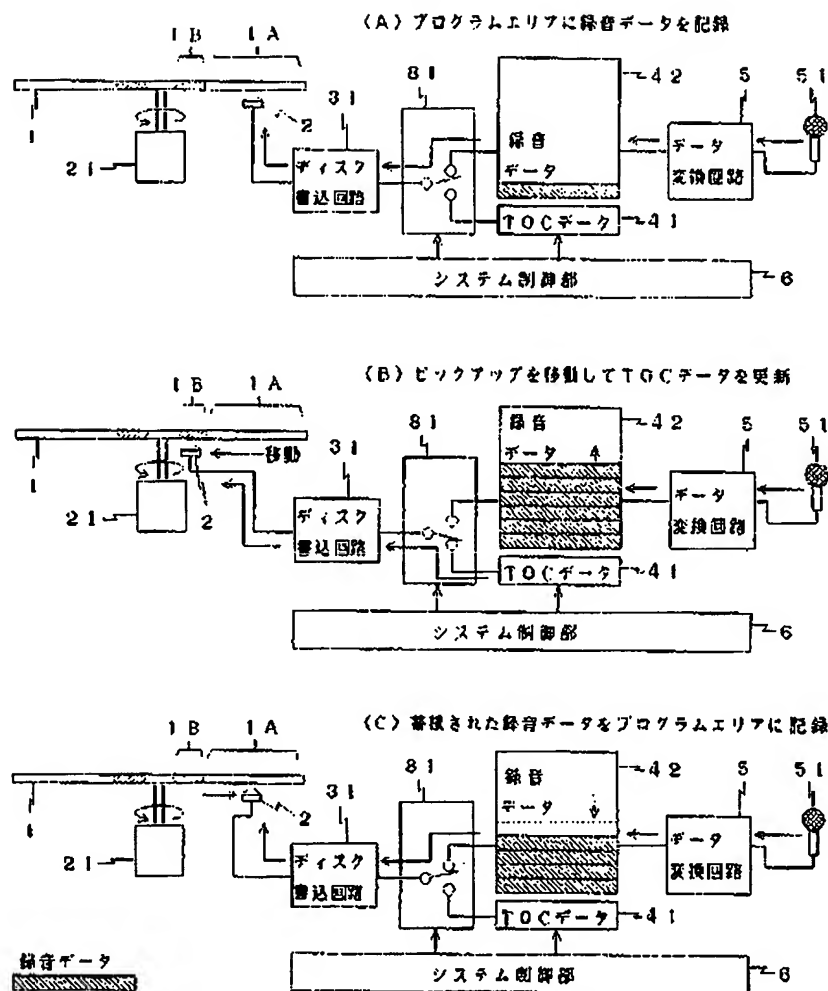 (A) プログラムエリアに録音データを記録
1B 1A
81
42
5
51
31
2
1
21
録音
データ
データ
変換回路
ディスク
書込回路
TOCデータ
41
システム制御部
6
(B) ピックアップを移動してTOCデータを更新
1B 1A
81
42
5
51
録音
データ
移動
31
1
2
21
データ
変換回路
ディスク
書込回路
TOCデータ
41
システム制御部
6
(C) 蓄積された録音データをプログラムエリアに記録
1B 1A
81
42
5
51
録音
データ
31
2
1
21
データ
変換回路
ディスク
書込回路
TOCデータ
41
システム制御部
6
録音データ